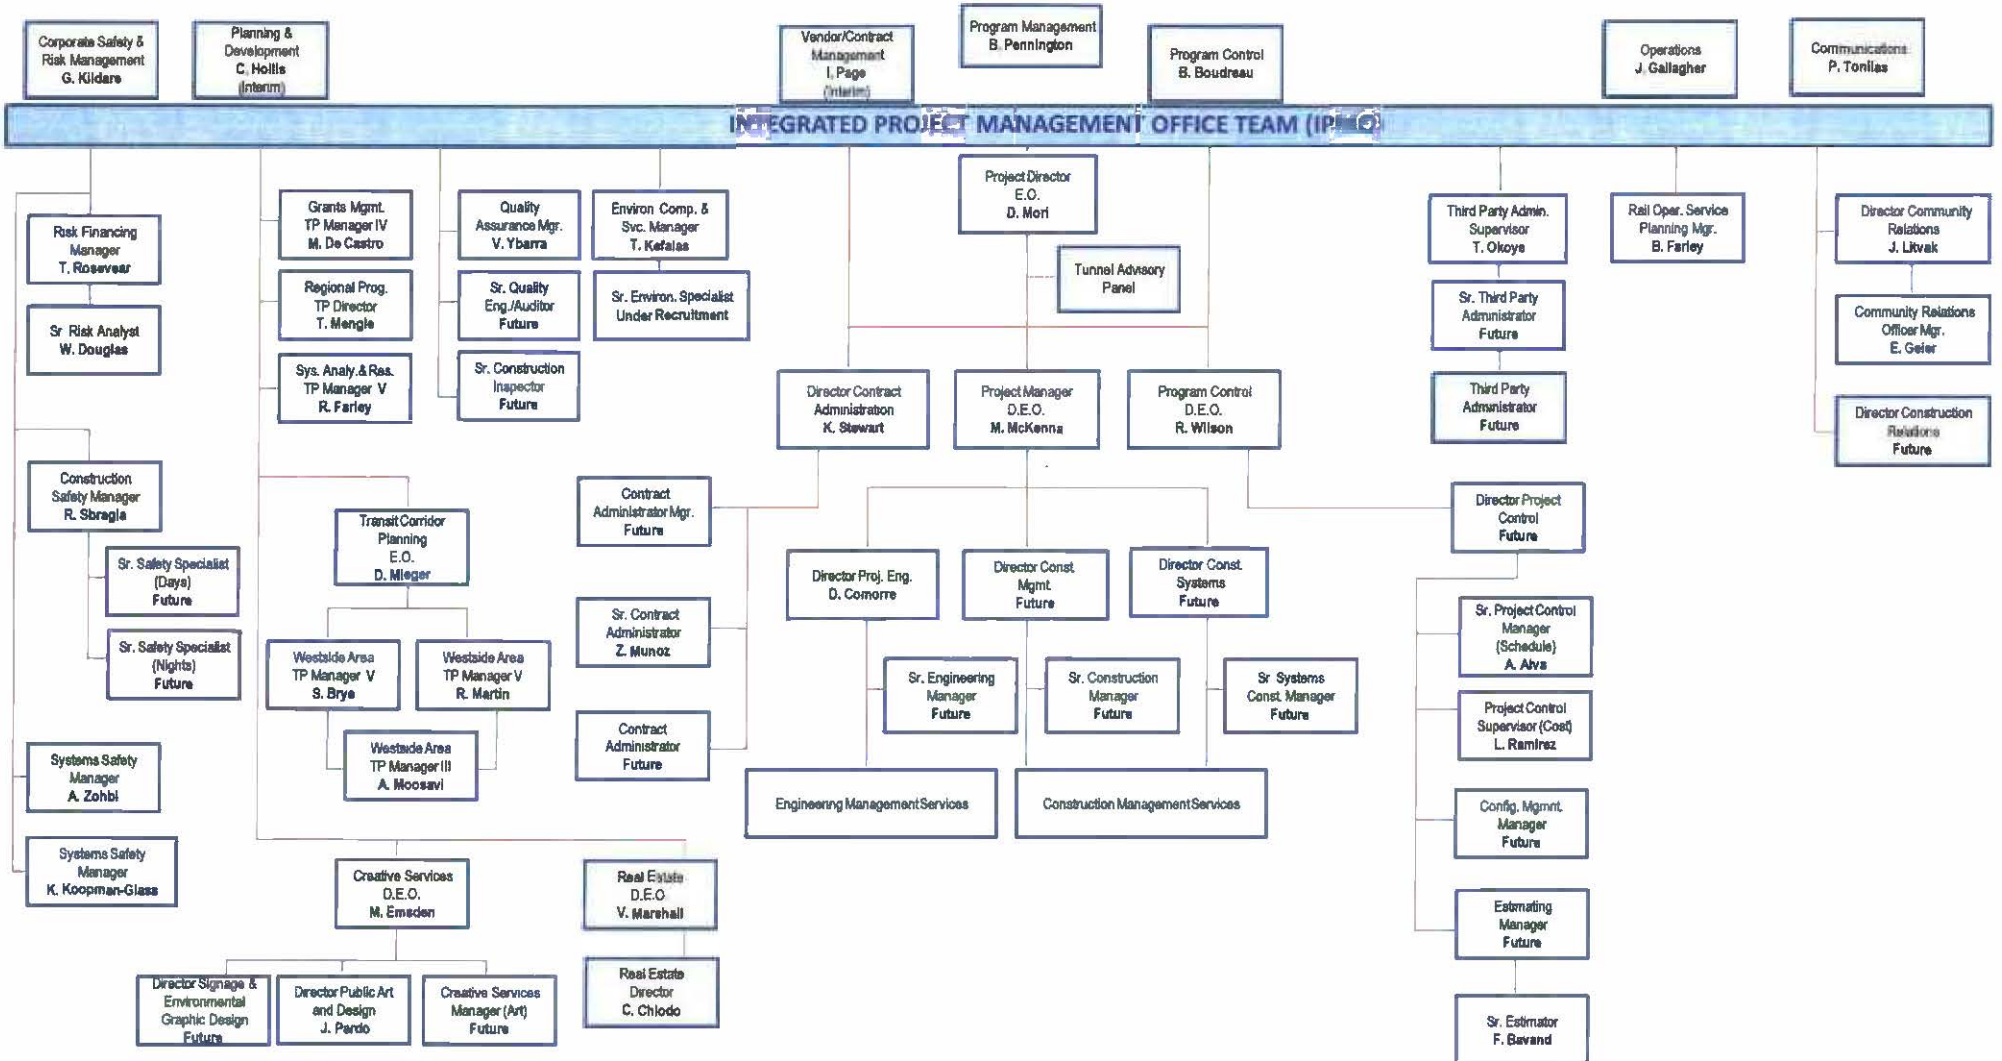 Corporate Safety &
Risk Management
G. Kildare
Planning &
Development
C. Hollis
(Interim)
Vendor/Contract
Management
I. Page
(Interim)
Program Management
B. Pennington
Program Control
B. Boudreau
Operations
J. Gallagher
Communications
P. Tonilas
INTEGRATED PROJECT MANAGEMENT OFFICE TEAM (IPMO)
Risk Financing
Manager
T. Rosevear
Sr Risk Analyst
W. Douglas
Construction
Safety Manager
R. Sbragia
Sr. Safety Specialist
(Days)
Future
Sr. Safety Specialist
(Nights)
Future
Systems Safety
Manager
A. Zohbi
Systems Safety
Manager
K. Koopman-Glass
Grants Mgmt.
TP Manager IV
M. De Castro
Regional Prog.
TP Director
T. Mengle
Sys. Analy.& Res.
TP Manager V
R. Farley
Quality
Assurance Mgr.
V. Ybarra
Sr. Quality
Eng./Auditor
Future
Sr. Construction
Inspector
Future
Environ Comp. &
Svc. Manager
T. Kefalas
Sr. Environ. Specialist
Under Recruitment
Transit Corridor
Planning
E.O.
D. Mieger
Westside Area
TP Manager V
S. Brye
Westside Area
TP Manager V
R. Martin
Westside Area
TP Manager III
A. Moosavi
Creative Services
D.E.O.
M. Emsden
Director Signage &
Environmental
Graphic Design
Future
Director Public Art
and Design
J. Pardo
Creative Services
Manager (Art)
Future
Real Estate
D.E.O
V. Marshall
Real Estate
Director
C. Chiodo
Project Director
E.O.
D. Mori
Tunnel Advisory
Panel
Director Contract
Administration
K. Stewart
Project Manager
D.E.O.
M. McKenna
Program Control
D.E.O.
R. Wilson
Contract
Administrator Mgr.
Future
Sr. Contract
Administrator
Z. Munoz
Contract
Administrator
Future
Director Proj. Eng.
D. Comorre
Director Const.
Mgmt.
Future
Director Const.
Systems
Future
Sr. Engineering
Manager
Future
Sr. Construction
Manager
Future
Sr Systems
Const. Manager
Future
Engineering Management Services
Construction Management Services
Third Party Admin.
Supervisor
T. Okoye
Sr. Third Party
Administrator
Future
Third Party
Administrator
Future
Rail Oper. Service
Planning Mgr.
B. Farley
Director Community
Relations
J. Litvak
Community Relations
Officer Mgr.
E. Geier
Director Construction
Relations
Future
Director Project
Control
Future
Sr. Project Control
Manager
(Schedule)
A. Alva
Project Control
Supervisor (Cost)
L. Ramirez
Config. Mgmnt.
Manager
Future
Estimating
Manager
Future
Sr. Estimator
F. Bavand